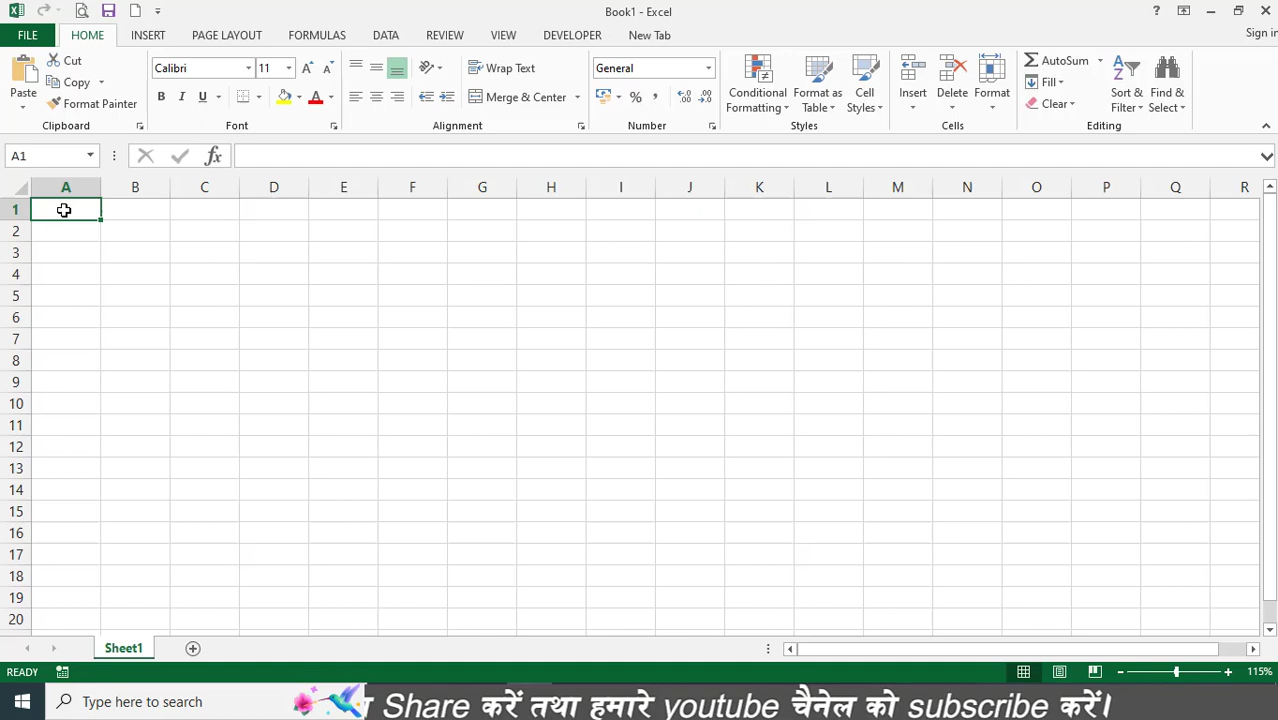 Book1 - Excel
?
FILE
HOME
INSERT
PAGE LAYOUT
FORMULAS
DATA
REVIEW
VIEW
DEVELOPER
New Tab
Sign in
Paste
Cut
Copy
Format Painter
Clipboard
Calibri
11
B I U
Font
Wrap Text
Merge & Center
Alignment
General
%
Number
Conditional Formatting
Format as Table
Cell Styles
Styles
Insert
Delete
Format
Cells
AutoSum
Fill
Clear
Sort & Filter
Find & Select
Editing
A1
fx
A B C D E F G H I J K L M N O P Q R
1
2
3
4
5
6
7
8
9
10
11
12
13
14
15
16
17
18
19
20
Sheet1
READY
115%
Type here to search
Share करें तथा हमारे youtube चैनेल को subscribe करें।